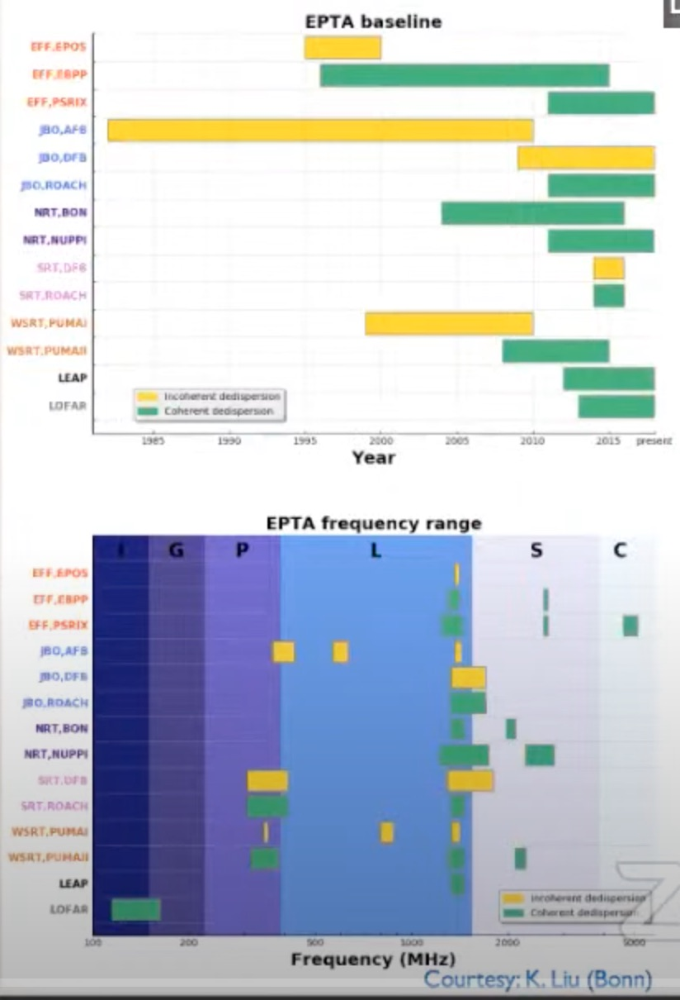 EPTA baseline
EFF,EPOS
EFF,EBPP
EFF,PSRIX
JBO,AFB
JBO,DFB
JBO,ROACH
NRT,BON
NRT,NUPPI
SRT,DFB
SRT,ROACH
WSRT,PUMAI
WSRT,PUMAII
LEAP
LOFAR
Incoherent dedispersion
Coherent dedispersion
1985 1990 1995 2000 2005 2010 2015 present
Year
EPTA frequency range
I G P L S C
EFF,EPOS
EFF,EBPP
EFF,PSRIX
JBO,AFB
JBO,DFB
JBO,ROACH
NRT,BON
NRT,NUPPI
SRT,DFB
SRT,ROACH
WSRT,PUMAI
WSRT,PUMAII
LEAP
LOFAR
Incoherent dedispersion
Coherent dedispersion
100 200 500 1000 2000 5000
Frequency (MHz)
Courtesy: K. Liu (Bonn)